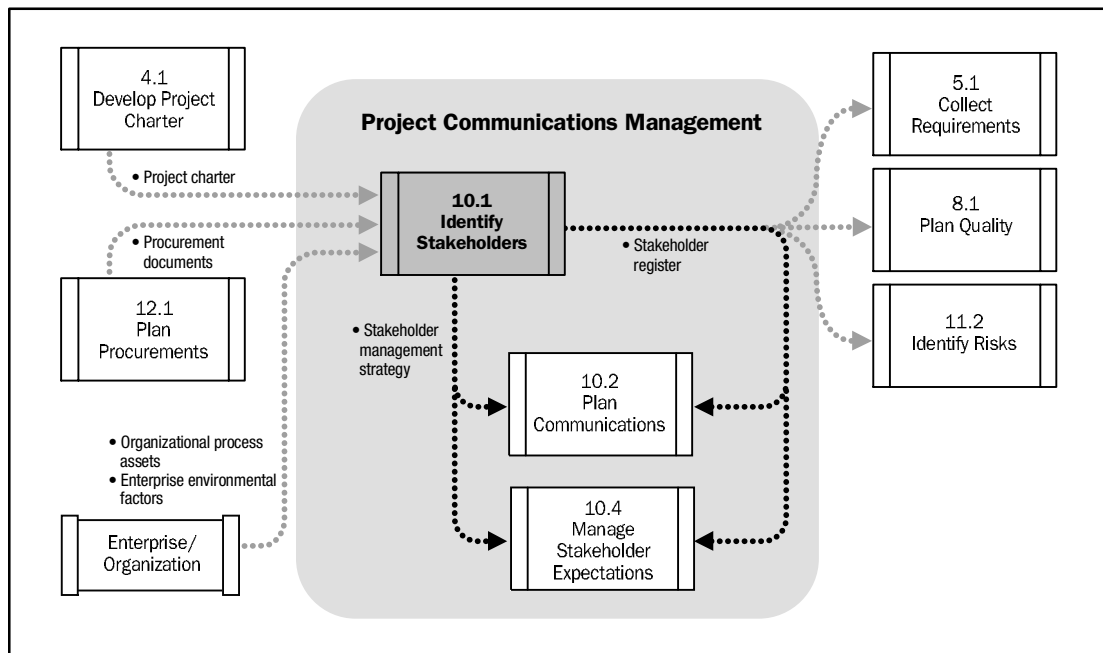 4.1
Develop Project
Charter
• Project charter
• Procurement
documents
12.1
Plan
Procurements
• Organizational process
assets
• Enterprise environmental
factors
Enterprise/
Organization
Project Communications Management
10.1
Identify
Stakeholders
• Stakeholder
register
• Stakeholder
management
strategy
10.2
Plan
Communications
10.4
Manage
Stakeholder
Expectations
5.1
Collect
Requirements
8.1
Plan Quality
11.2
Identify Risks